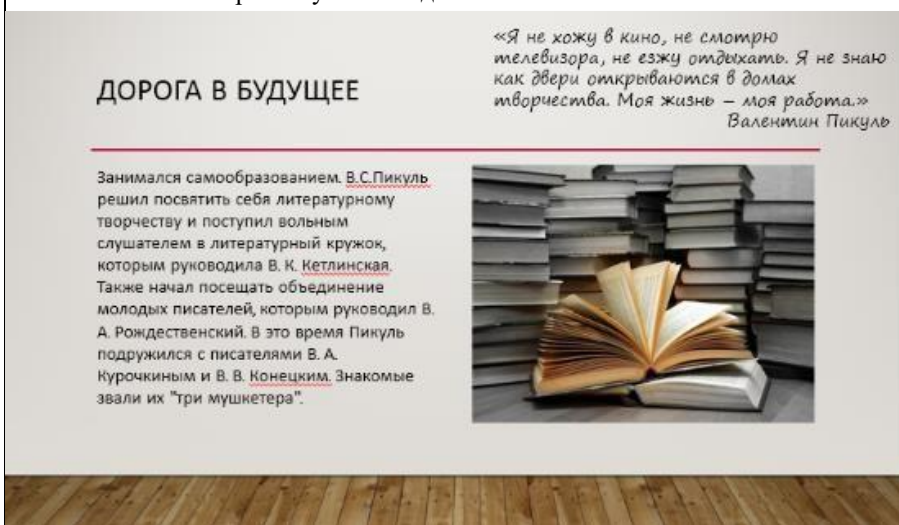 ДОРОГА В БУДУЩЕЕ
«Я не хожу в кино, не смотрю
телевизора, не езжу отдыхать. Я не знаю
как двери открываются в домах
творчества. Моя жизнь – моя работа.»
Валентин Пикуль
Занимался самообразованием. В.С.Пикуль
решил посвятить себя литературному
творчеству и поступил вольным
слушателем в литературный кружок,
которым руководила В. К. Кетлинская.
Также начал посещать объединение
молодых писателей, которым руководил В.
А. Рождественский. В это время Пикуль
подружился с писателями В. А.
Курочкиным и В. В. Конецким. Знакомые
звали их "три мушкетера".